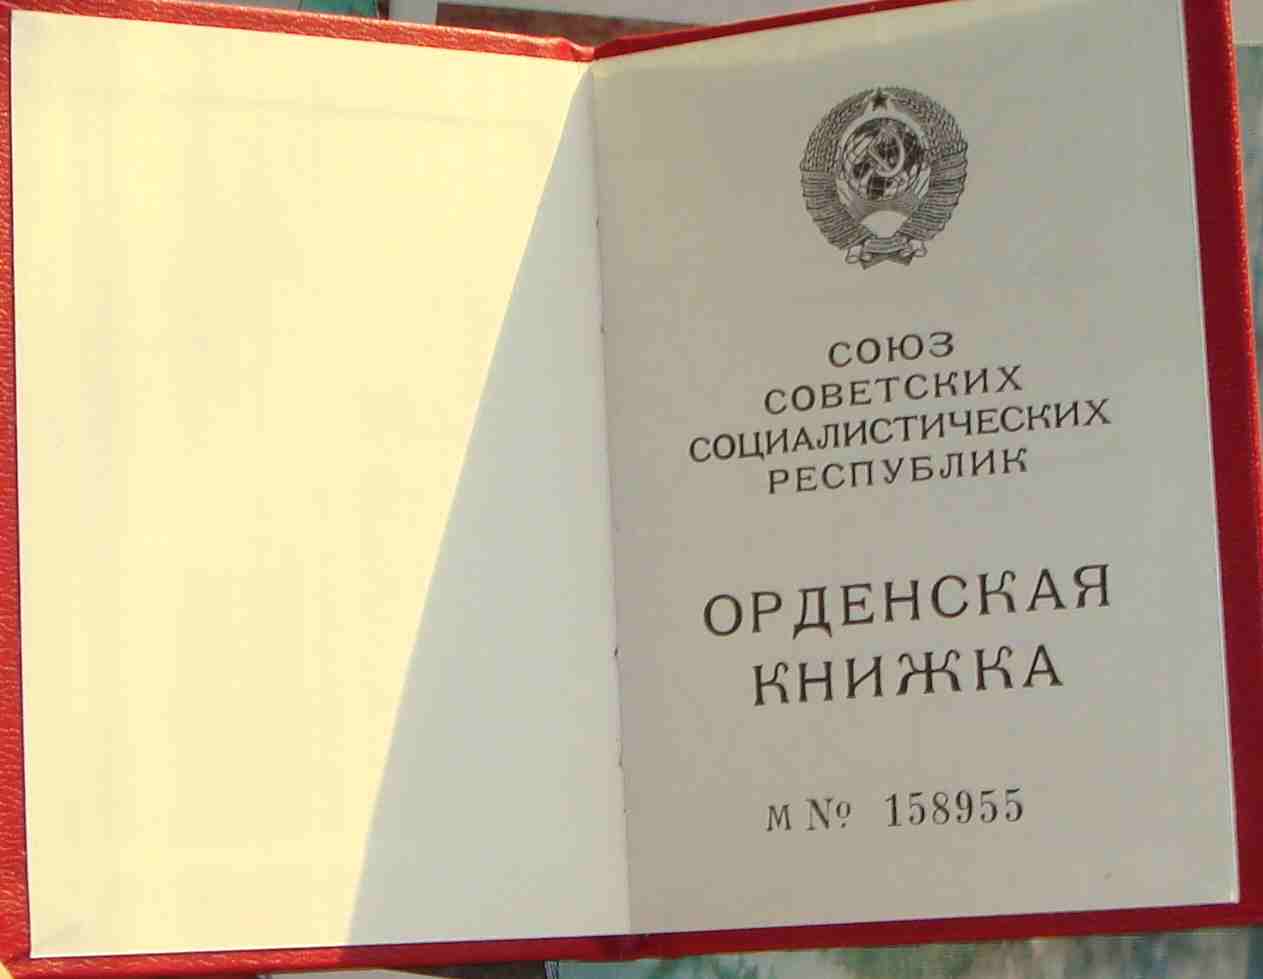 СОЮЗ
СОВЕТСКИХ
СОЦИАЛИСТИЧЕСКИХ
РЕСПУБЛИК
ОРДЕНСКАЯ
КНИЖКА
М № 158955